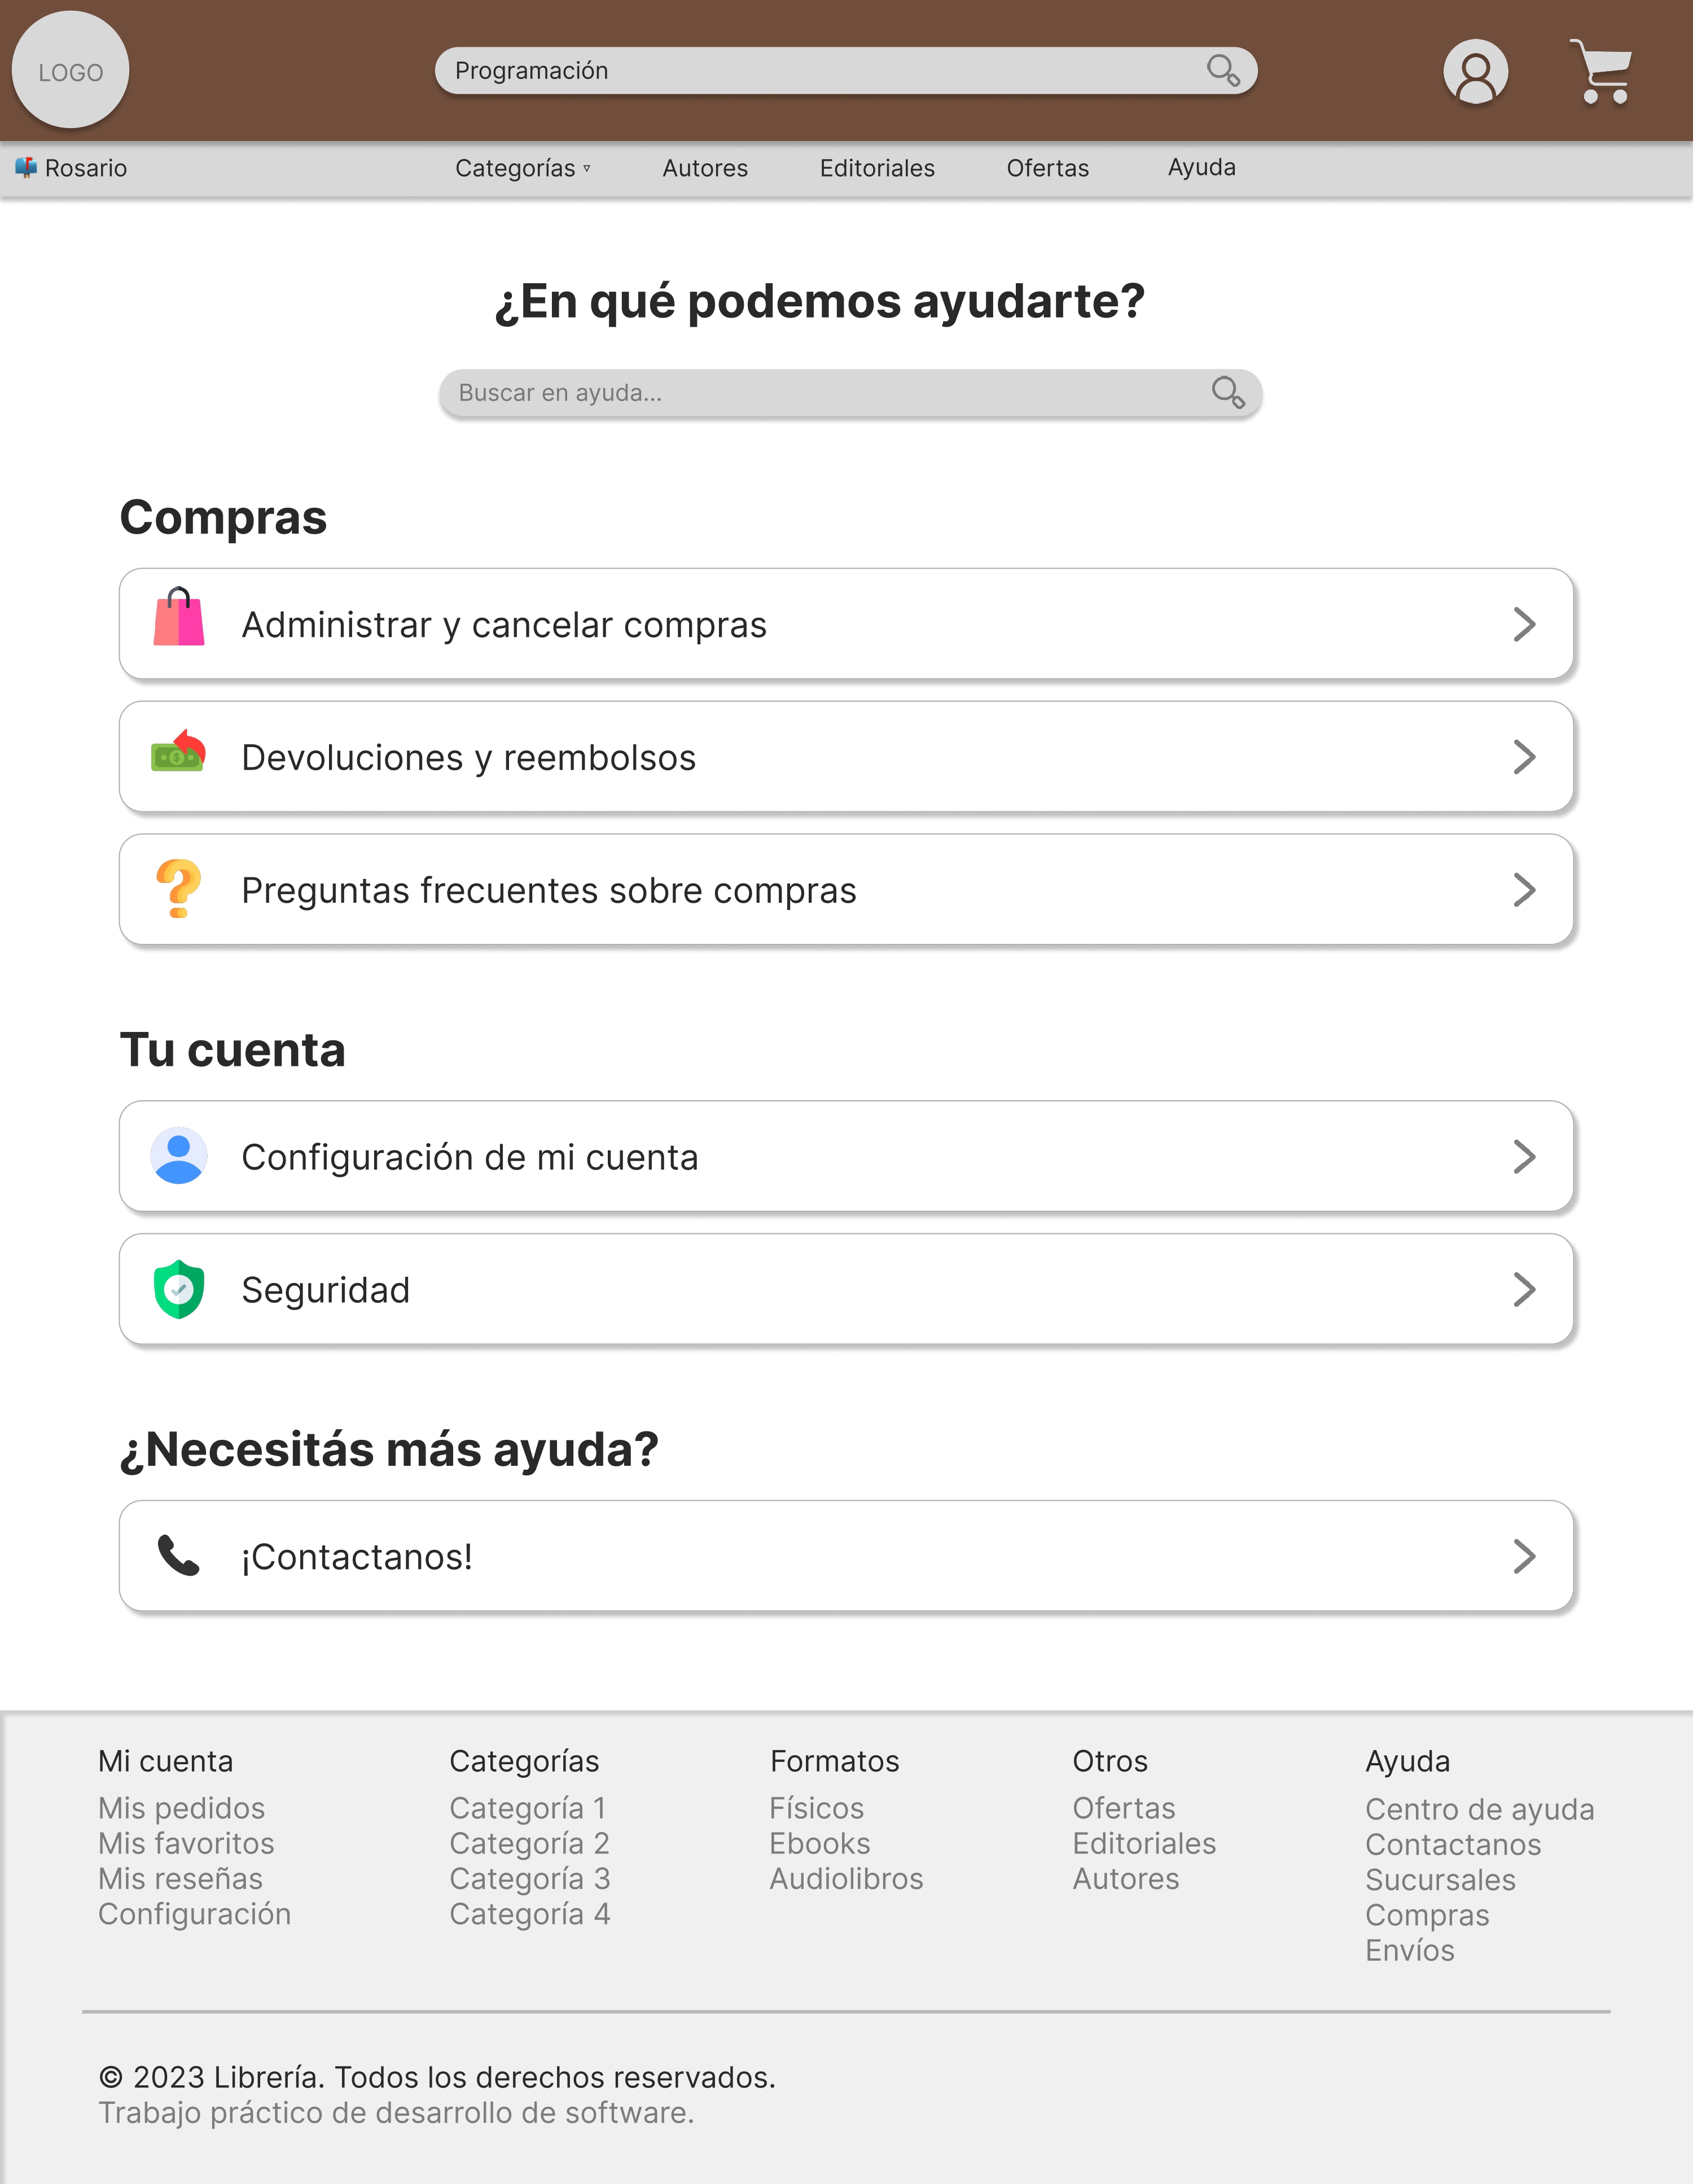 LOGO
Programación
Rosario
Categorías ▿ Autores Editoriales Ofertas Ayuda
¿En qué podemos ayudarte?
Buscar en ayuda...
Compras
Administrar y cancelar compras
Devoluciones y reembolsos
Preguntas frecuentes sobre compras
Tu cuenta
Configuración de mi cuenta
Seguridad
¿Necesitás más ayuda?
¡Contactanos!
Mi cuenta
Mis pedidos
Mis favoritos
Mis reseñas
Configuración
Categorías
Categoría 1
Categoría 2
Categoría 3
Categoría 4
Formatos
Físicos
Ebooks
Audiolibros
Otros
Ofertas
Editoriales
Autores
Ayuda
Centro de ayuda
Contactanos
Sucursales
Compras
Envíos
© 2023 Librería. Todos los derechos reservados.
Trabajo práctico de desarrollo de software.